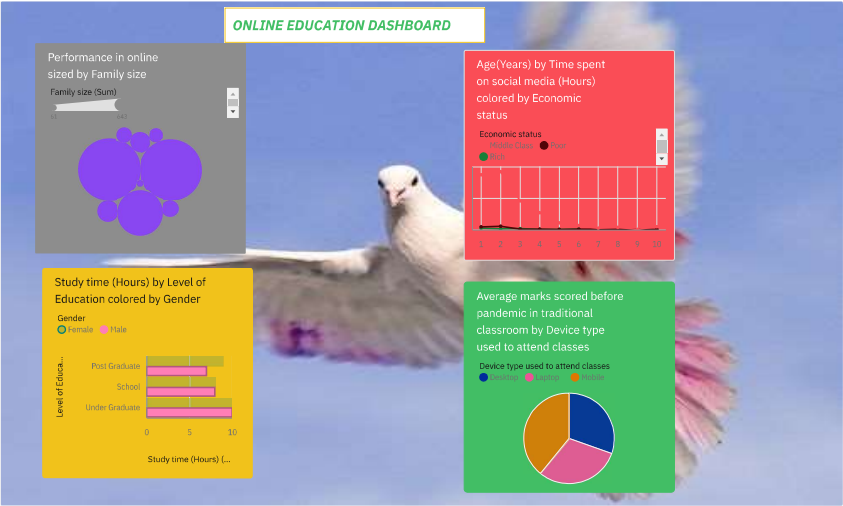 ONLINE EDUCATION DASHBOARD
Performance in online
sized by Family size
Family size (Sum)
Age(Years) by Time spent
on social media (Hours)
colored by Economic
status
Economic status
Middle Class Poor
Rich
1 2 3 4 5 6 7 8 9 10
Study time (Hours) by Level of
Education colored by Gender
Gender
Female Male
Level of Educa...
Post Graduate
School
Under Graduate
0 5 10
Study time (Hours) (...
Average marks scored before
pandemic in traditional
classroom by Device type
used to attend classes
Device type used to attend classes
Desktop Laptop Mobile